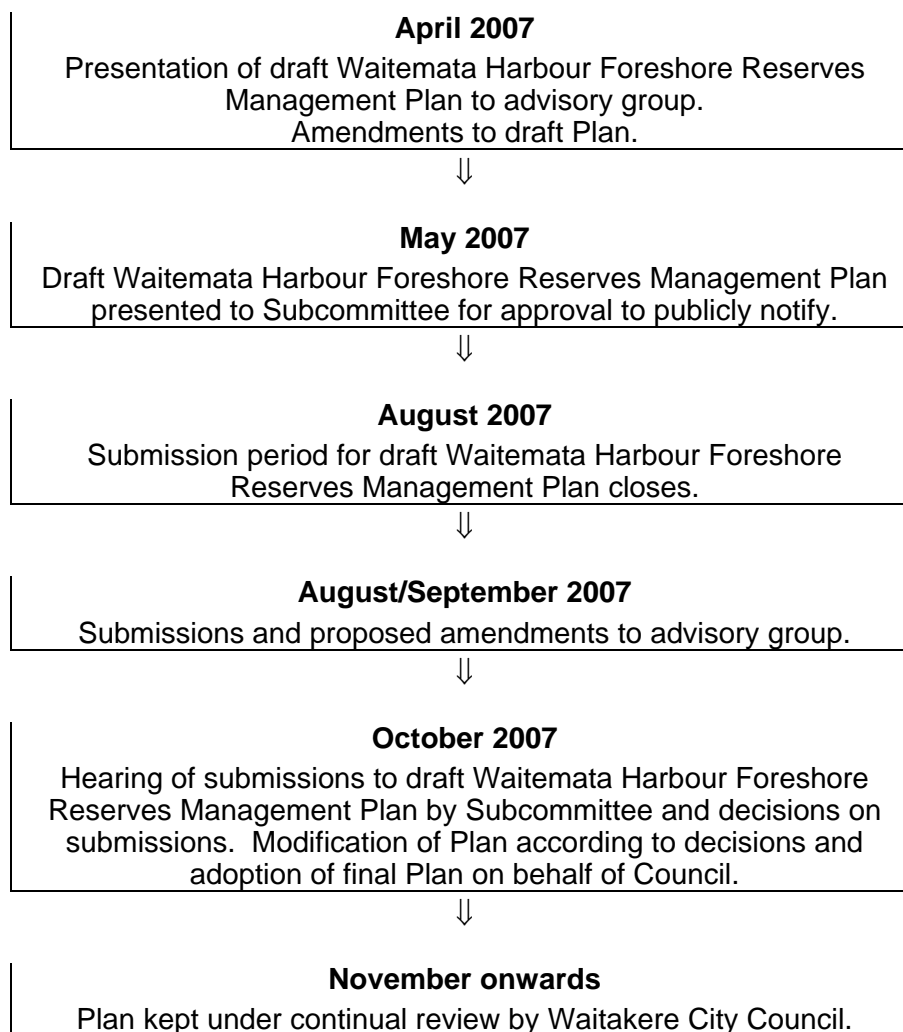 April 2007
Presentation of draft Waitemata Harbour Foreshore Reserves
Management Plan to advisory group.
Amendments to draft Plan.
⇓
May 2007
Draft Waitemata Harbour Foreshore Reserves Management Plan
presented to Subcommittee for approval to publicly notify.
⇓
August 2007
Submission period for draft Waitemata Harbour Foreshore
Reserves Management Plan closes.
⇓
August/September 2007
Submissions and proposed amendments to advisory group.
⇓
October 2007
Hearing of submissions to draft Waitemata Harbour Foreshore
Reserves Management Plan by Subcommittee and decisions on
submissions.  Modification of Plan according to decisions and
adoption of final Plan on behalf of Council.
⇓
November onwards
Plan kept under continual review by Waitakere City Council.